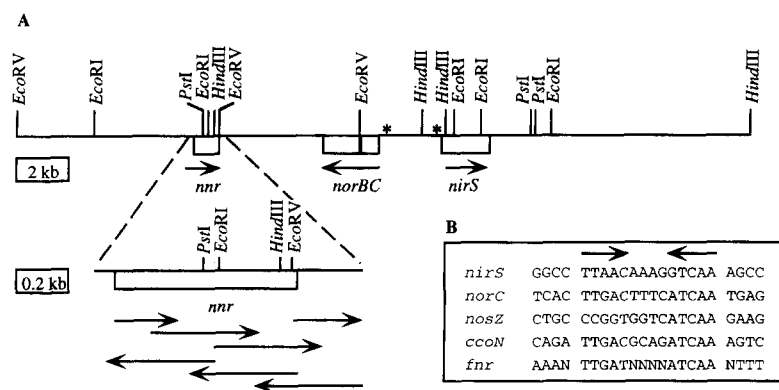 A
EcoRV
EcoRI
PstI
EcoRI
HindIII
EcoRV
EcoRV
HindIII
HindIII
EcoRI
EcoRI
PstI
PstI
EcoRI
HindIII
* *
2 kb
nnr
norBC
nirS
PstI
EcoRI
HindIII
EcoRV
0.2 kb
nnr
B
nirS GGCC TTAACAAAGGTCAA AGCC
norC TCAC TTGACTTTCATCAA TGAG
nosZ CTGC CCGGTGGTCATCAA GAAG
ccoN CAGA TTGACGCAGATCAA AGTC
fnr AAAN TTGATNNNNATCAA NTTT